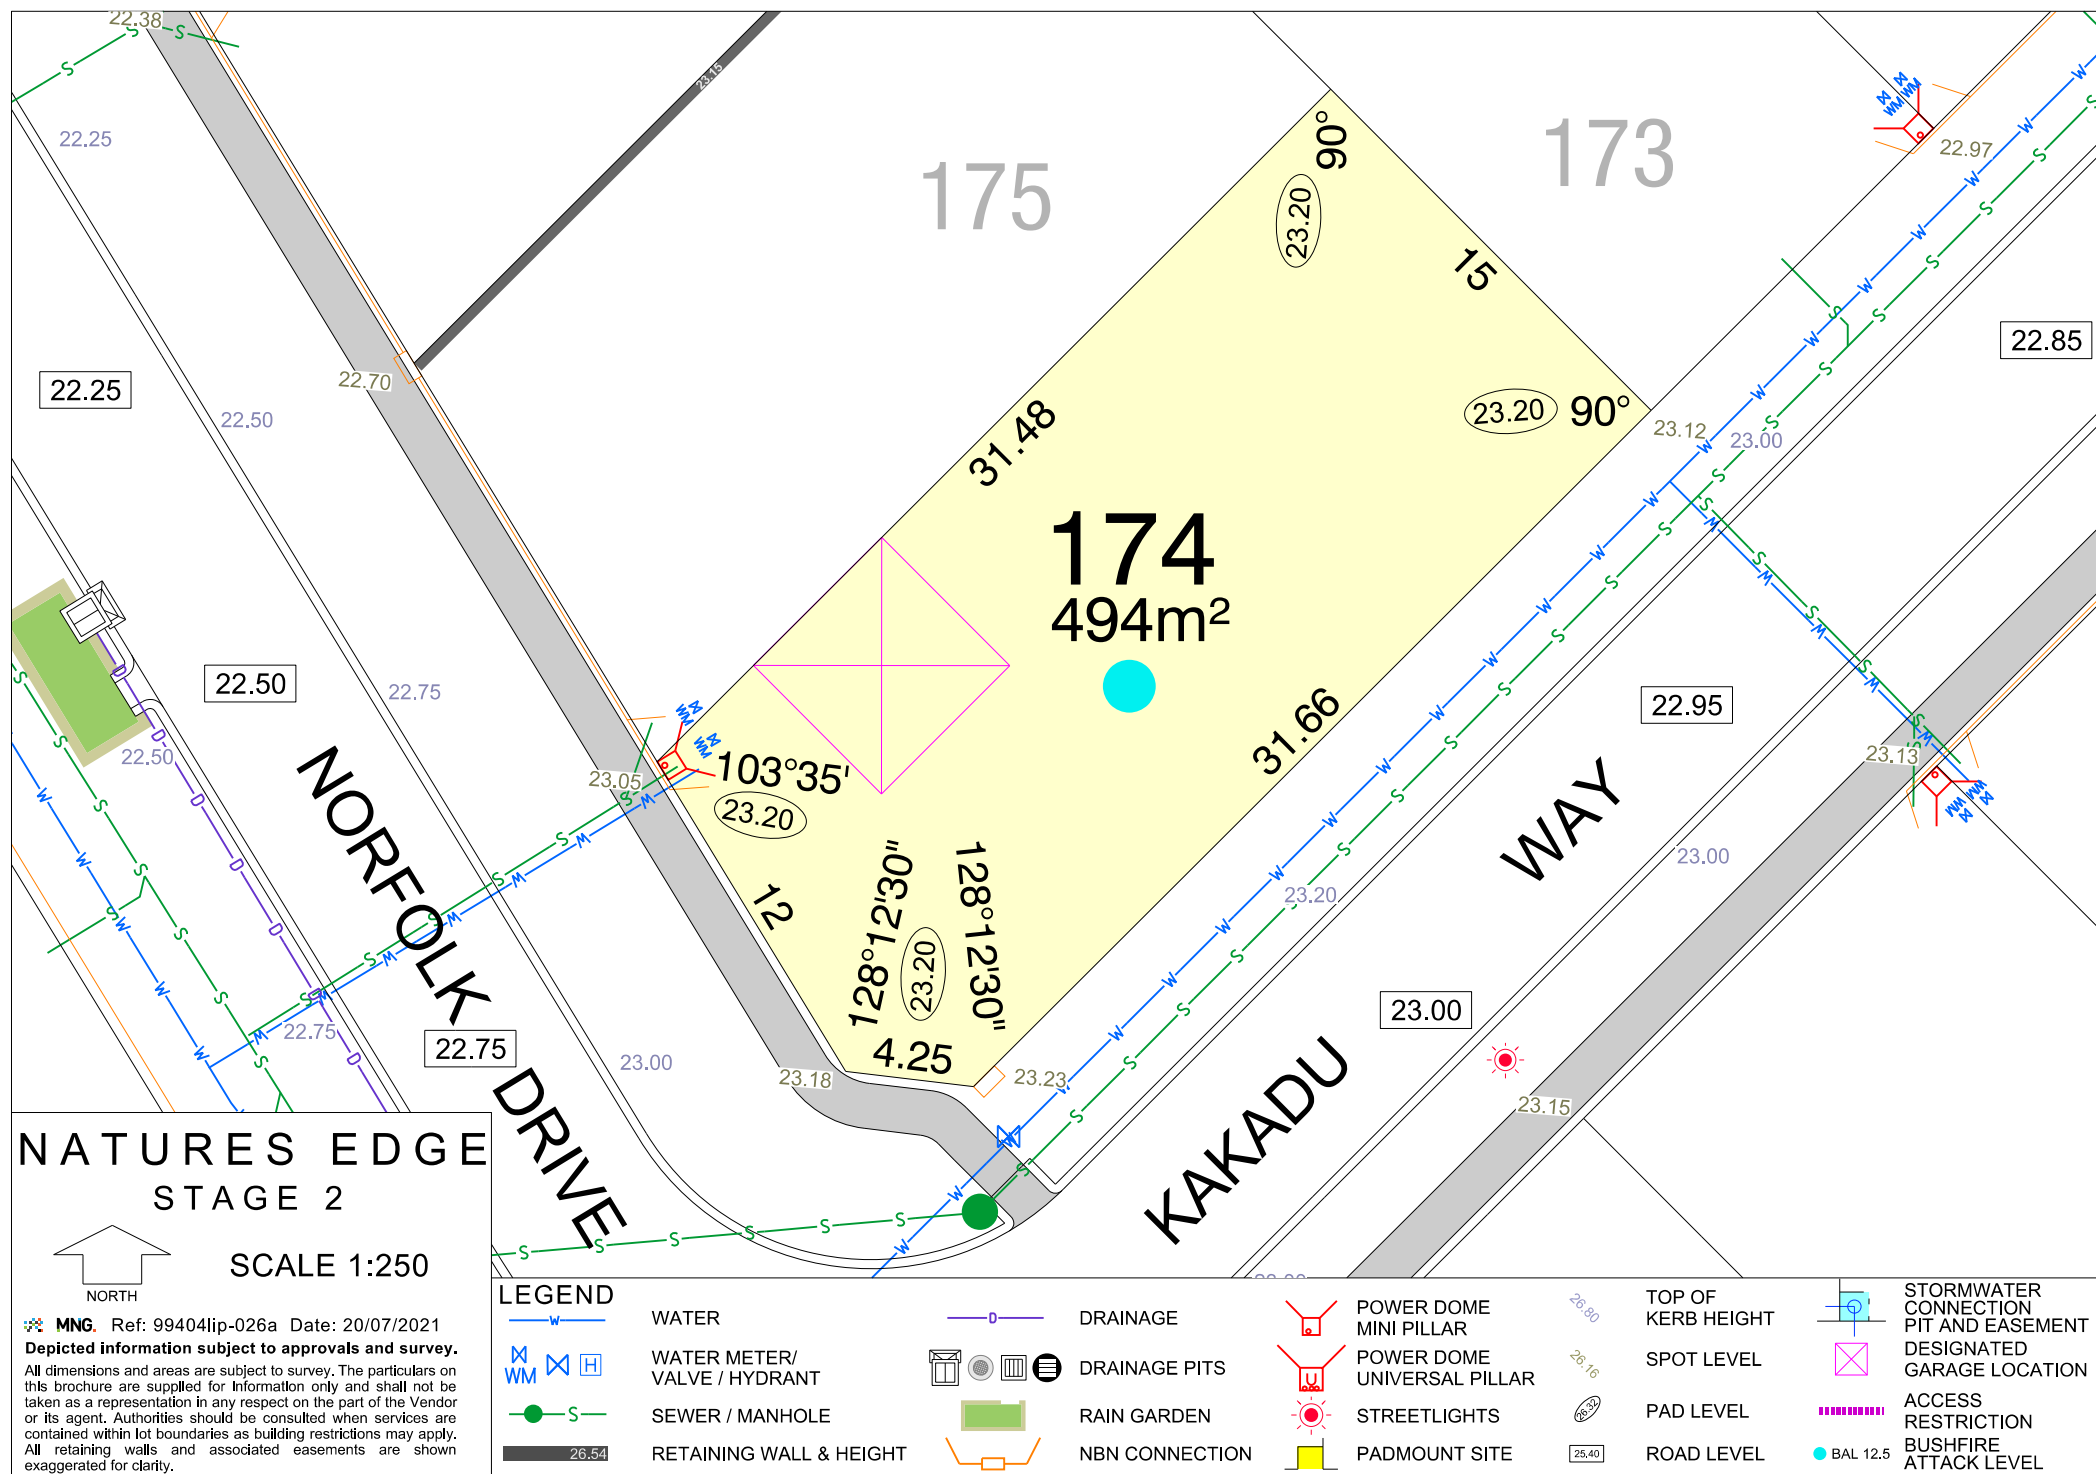 22.38
23.15
22.25
175
173
90°
23.20
22.97
15
22.70
22.25
22.50
31.48
23.20
90°
23.12
23.00
22.85
174
494m²
22.50
22.75
22.50
31.66
22.95
23.13
103°35'
23.20
23.05
NORFOLK DRIVE
12
128°12'30"
23.20
128°12'30"
4.25
23.20
KAKADU WAY
23.00
23.00
22.75
22.75
23.00
23.18
23.23
23.15
NATURES EDGE
STAGE 2
SCALE 1:250
NORTH
MNG. Ref: 99404lip-026a Date: 20/07/2021
Depicted information subject to approvals and survey.
All dimensions and areas are subject to survey. The particulars on
this brochure are supplied for information only and shall not be
taken as a representation in any respect on the part of the Vendor
or its agent. Authorities should be consulted when services are
contained within lot boundaries as building restrictions may apply.
All retaining walls and associated easements are shown
exaggerated for clarity.
LEGEND
W WATER
WM WATER METER/
H VALVE / HYDRANT
S SEWER / MANHOLE
26.54 RETAINING WALL & HEIGHT
D DRAINAGE
DRAINAGE PITS
RAIN GARDEN
NBN CONNECTION
POWER DOME
MINI PILLAR
POWER DOME
UNIVERSAL PILLAR
U
STREETLIGHTS
PADMOUNT SITE
26.80 TOP OF
KERB HEIGHT
26.16 SPOT LEVEL
26.32 PAD LEVEL
25.40 ROAD LEVEL
STORMWATER
CONNECTION
PIT AND EASEMENT
DESIGNATED
GARAGE LOCATION
ACCESS
RESTRICTION
BAL 12.5 BUSHFIRE
ATTACK LEVEL